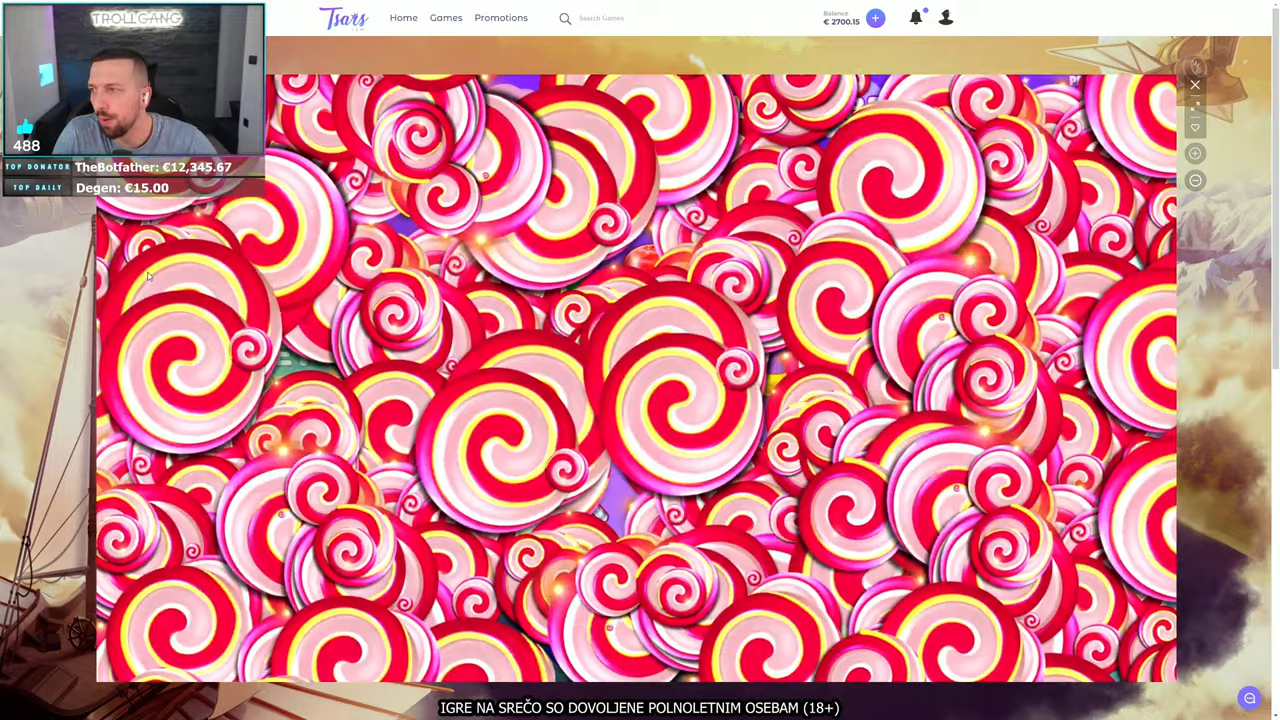 TROLLGANG
Tsars
Home
Games
Promotions
Search Games
Balance
€ 2700.15
488
TOP DONATOR
TheBotfather: €12,345.67
TOP DAILY
Degen: €15.00
IGRE NA SREČO SO DOVOLJENE POLNOLETNIM OSEBAM (18+)